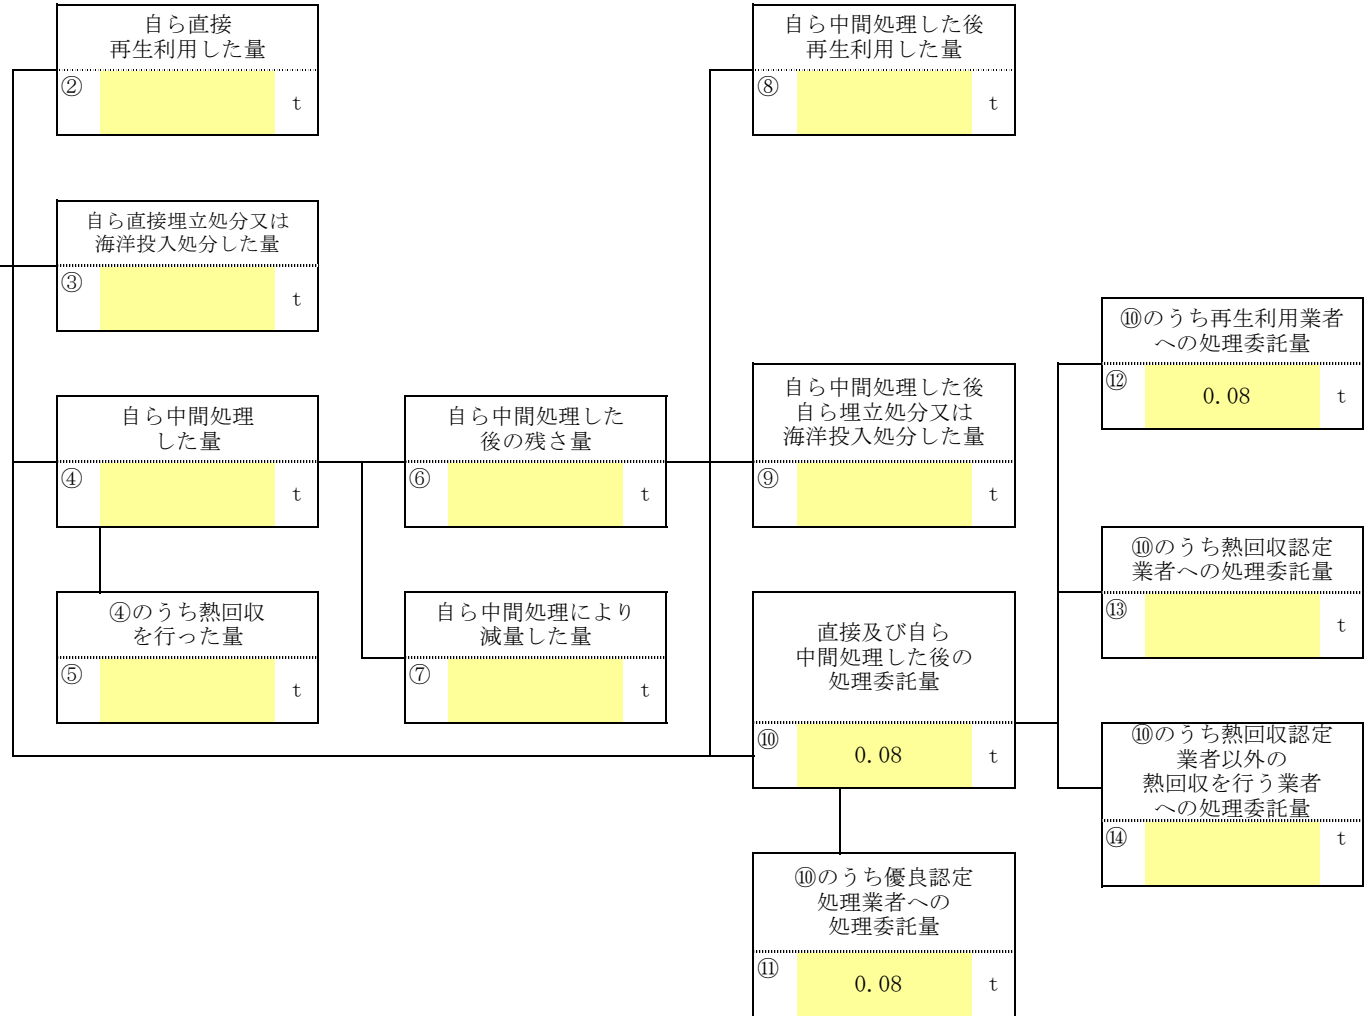 自ら直接
再生利用した量
②
t
自ら中間処理した後
再生利用した量
⑧
t
自ら直接埋立処分又は
海洋投入処分した量
③
t
⑩のうち再生利用業者
への処理委託量
⑫
0.08
t
自ら中間処理
した量
④
t
自ら中間処理した
後の残さ量
⑥
t
自ら中間処理した後
自ら埋立処分又は
海洋投入処分した量
⑨
t
⑩のうち熱回収認定
業者への処理委託量
⑬
t
④のうち熱回収
を行った量
⑤
t
自ら中間処理により
減量した量
⑦
t
直接及び自ら
中間処理した後の
処理委託量
⑩
0.08
t
⑩のうち熱回収認定
業者以外の
熱回収を行う業者
への処理委託量
⑭
t
⑩のうち優良認定
処理業者への
処理委託量
⑪
0.08
t